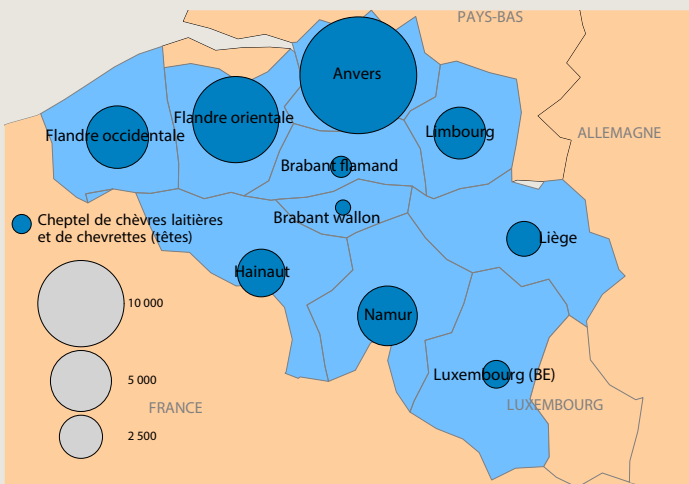 PAYS-BAS
Anvers
Flandre orientale
Flandre occidentale
Limbourg
ALLEMAGNE
Brabant flamand
Brabant wallon
Cheptel de chèvres laitières
et de chevrettes (têtes)
Liège
Hainaut
10 000
Namur
5 000
Luxembourg (BE)
FRANCE
LUXEMBOURG
2 500